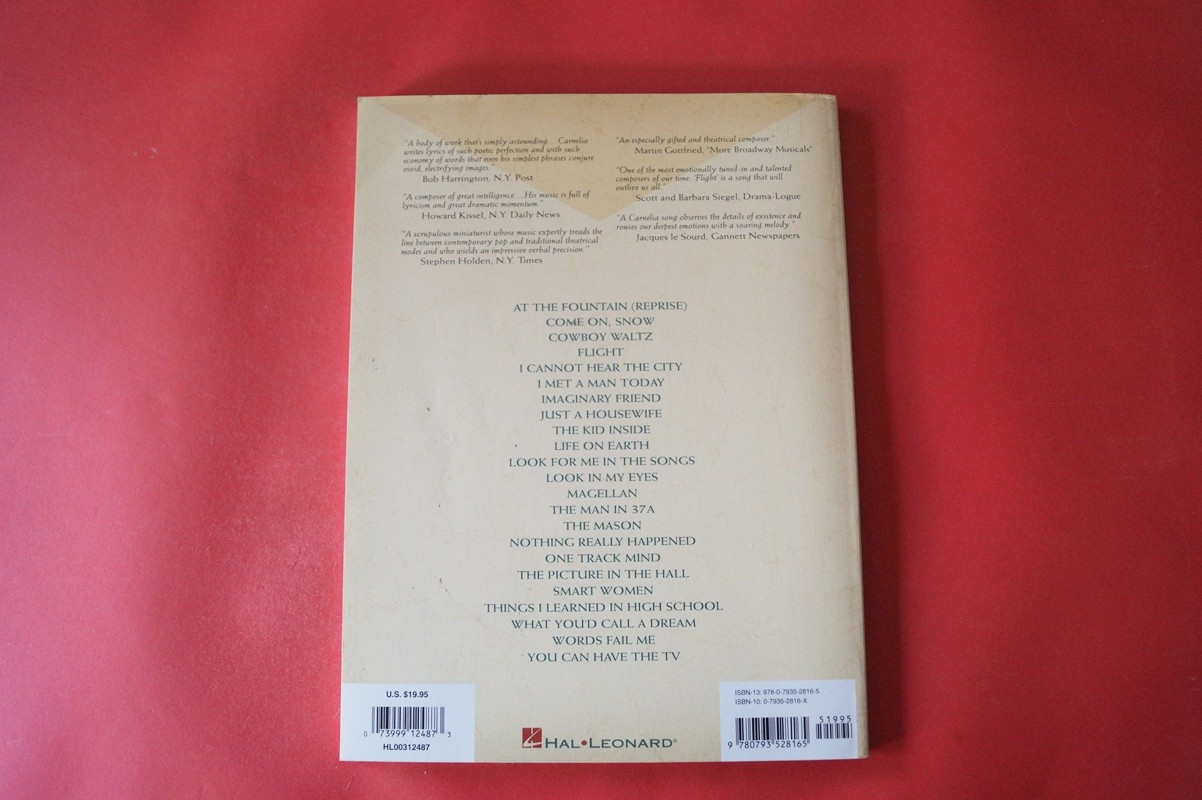 "A body of work that's simply astounding... Carnelia
writes lyrics of such poetic perfection and with such
economy of words that even his simplest phrases conjure
vivid, electrifying images."
Bob Harrington, N.Y. Post
"A composer of great intelligence ...His music is full of
lyricism and great dramatic momentum."
Howard Kissel, N.Y. Daily News
"A scrupulous miniaturist whose music expertly treads the
line between contemporary pop and traditional theatrical
modes and who wields an impressive verbal precision."
Stephen Holden, N.Y. Times
"An especially gifted and theatrical composer."
Martin Gottfried, "More Broadway Musicals"
"One of the most emotionally tuned-in and talented
composers of our time. 'Flight' is a song that will
outlive us all."
Scott and Barbara Siegel, Drama-Logue
"A Carnelia song observes the details of existence and
rouses our deepest emotions with a soaring melody."
Jacques le Sourd, Gannett Newspapers
AT THE FOUNTAIN (REPRISE)
COME ON, SNOW
COWBOY WALTZ
FLIGHT
I CANNOT HEAR THE CITY
I MET A MAN TODAY
IMAGINARY FRIEND
JUST A HOUSEWIFE
THE KID INSIDE
LIFE ON EARTH
LOOK FOR ME IN THE SONGS
LOOK IN MY EYES
MAGELLAN
THE MAN IN 37A
THE MASON
NOTHING REALLY HAPPENED
ONE TRACK MIND
THE PICTURE IN THE HALL
SMART WOMEN
THINGS I LEARNED IN HIGH SCHOOL
WHAT YOU'D CALL A DREAM
WORDS FAIL ME
YOU CAN HAVE THE TV
U.S. $19.95
0 73999 12487 3
HL00312487
HAL•LEONARD®
ISBN-13: 978-0-7935-2816-5
ISBN-10: 0-7935-2816-X
51995
9 780793 528165